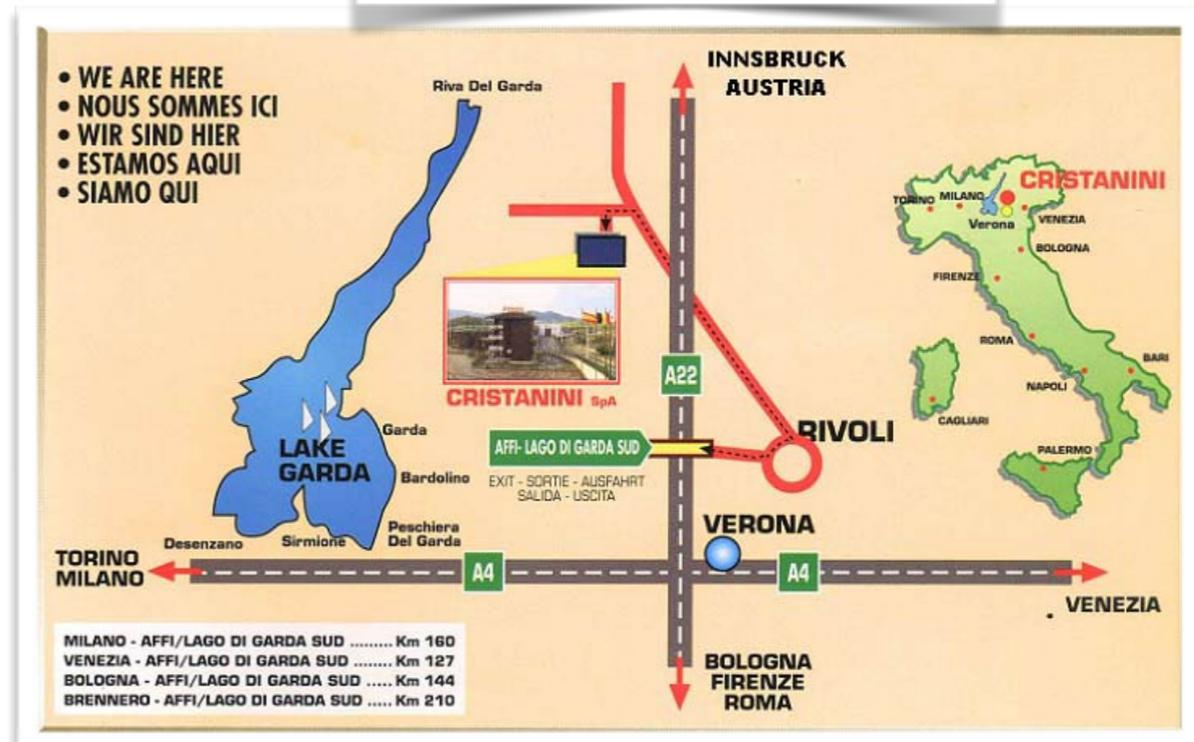 • WE ARE HERE
• NOUS SOMMES ICI
• WIR SIND HIER
• ESTAMOS AQUI
• SIAMO QUI
Riva Del Garda
INNSBRUCK
AUSTRIA
CRISTANINI
TORINO
MILANO
Verona
VENEZIA
BOLOGNA
FIRENZE
ROMA
NAPOLI
BARI
CAGLIARI
PALERMO
CRISTANINI SpA
A22
RIVOLI
AFFI- LAGO DI GARDA SUD
EXIT - SORTIE - AUSFAHRT
SALIDA - USCITA
LAKE
GARDA
Garda
Bardolino
Peschiera
Del Garda
Desenzano
Sirmione
VERONA
TORINO
MILANO
A4
A4
VENEZIA
BOLOGNA
FIRENZE
ROMA
MILANO - AFFI/LAGO DI GARDA SUD ......... Km 160
VENEZIA - AFFI/LAGO DI GARDA SUD ........ Km 127
BOLOGNA - AFFI/LAGO DI GARDA SUD ..... Km 144
BRENNERO - AFFI/LAGO DI GARDA SUD ..... Km 210